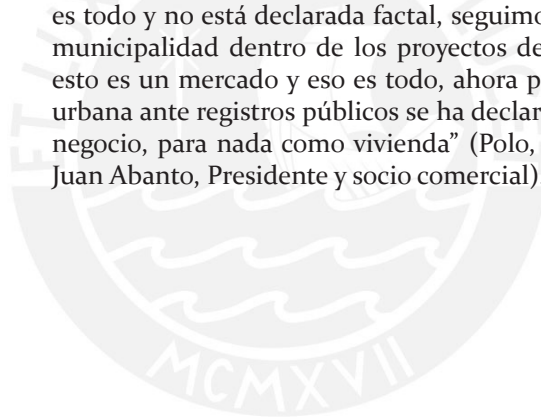 es todo y no está declarada factal, seguimo
municipalidad dentro de los proyectos de
esto es un mercado y eso es todo, ahora p
urbana ante registros públicos se ha declar
negocio, para nada como vivienda” (Polo,
Juan Abanto, Presidente y socio comercial)
ET LUX
MCMXVII